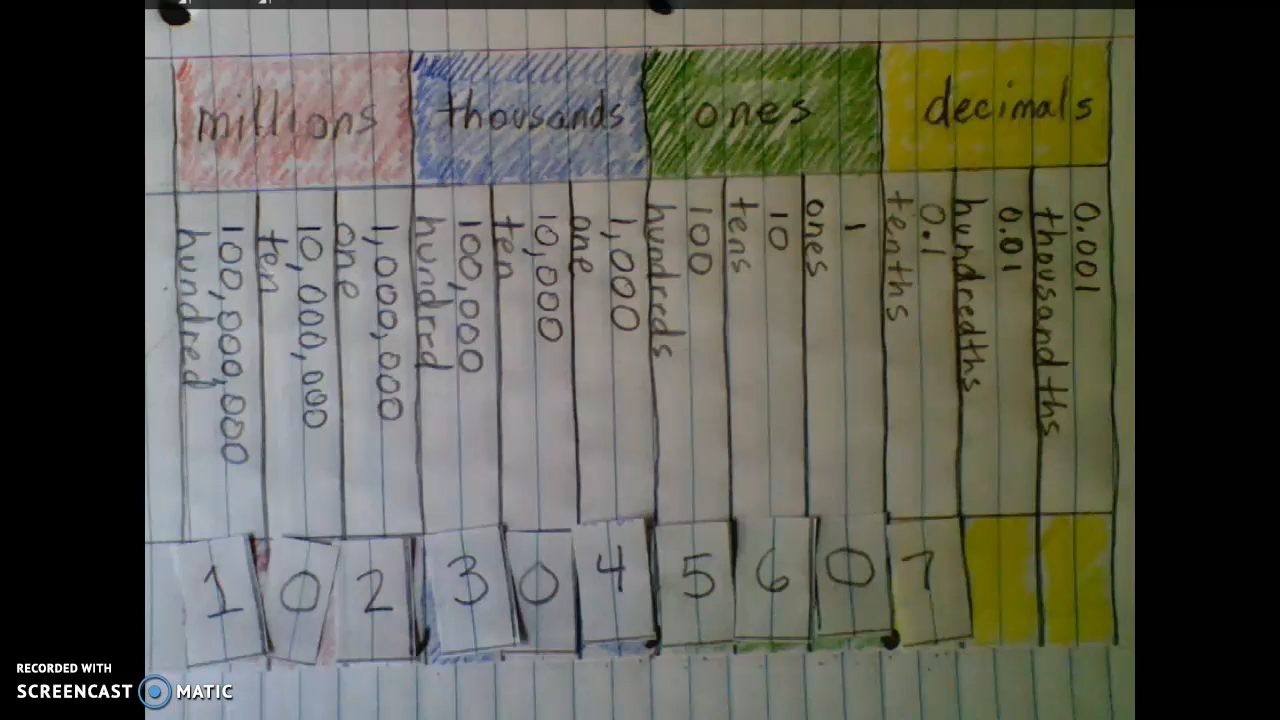 millions thousands ones decimals
hundred
100,000,000
ten
10,000,000
one
1,000,000
hundred
100,000
ten
10,000
one
1,000
hundreds
100
tens
10
ones
1
tenths
0.1
hundredths
0.01
thousandths
0.001
1 0 2 3 0 4 5 6 0 7
RECORDED WITH
SCREENCAST MATIC